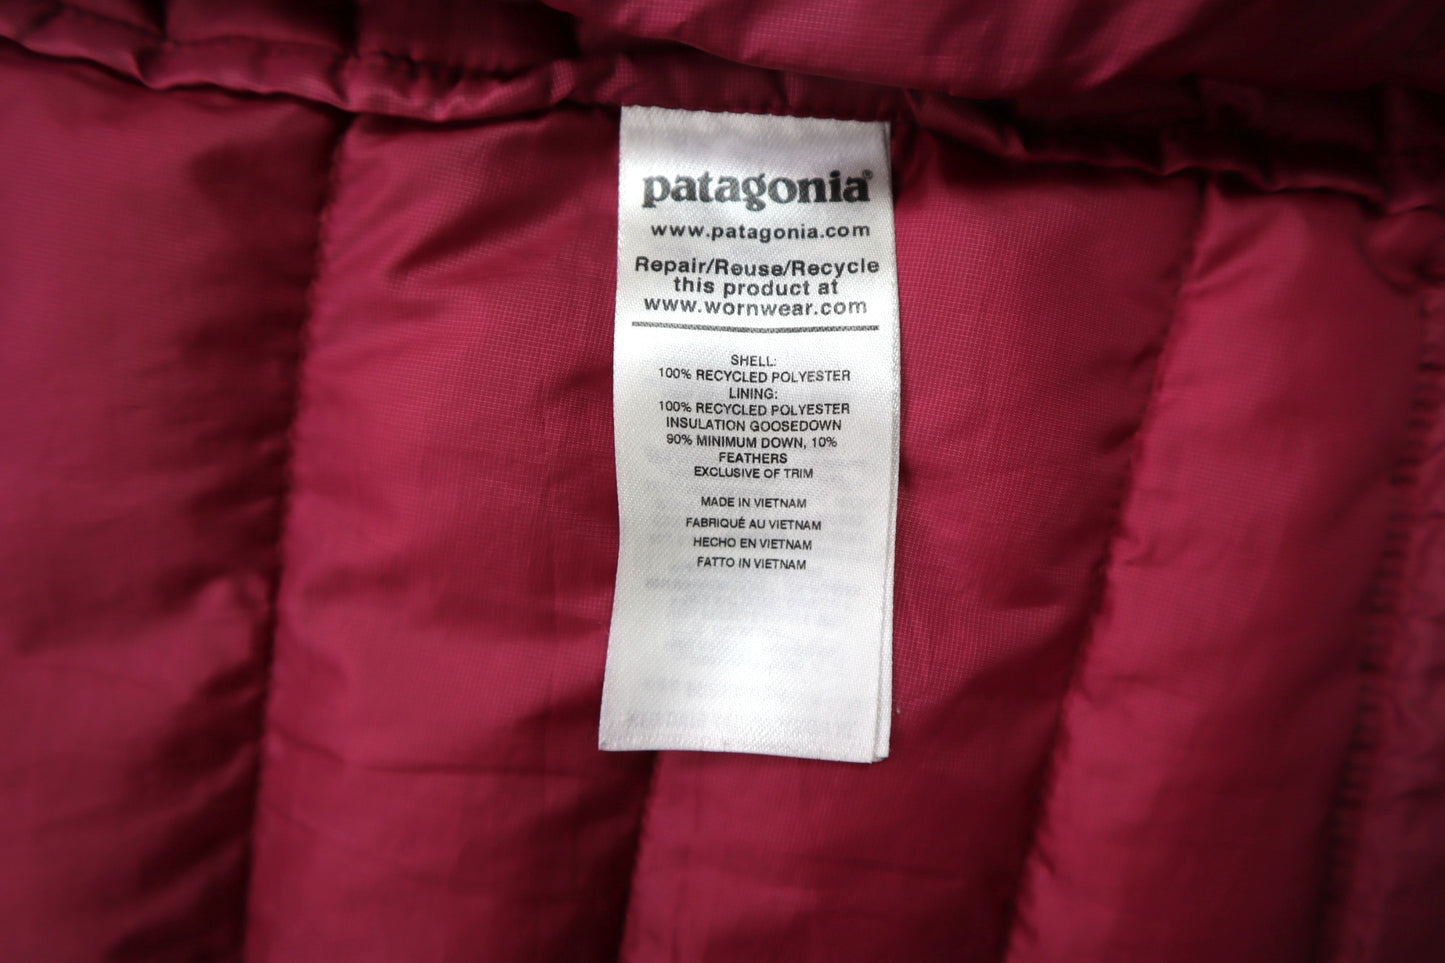 patagonia®
www.patagonia.com
Repair/Reuse/Recycle
this product at
www.wornwear.com
SHELL:
100% RECYCLED POLYESTER
LINING:
100% RECYCLED POLYESTER
INSULATION GOOSEDOWN
90% MINIMUM DOWN, 10%
FEATHERS
EXCLUSIVE OF TRIM
MADE IN VIETNAM
FABRIQUÉ AU VIETNAM
HECHO EN VIETNAM
FATTO IN VIETNAM